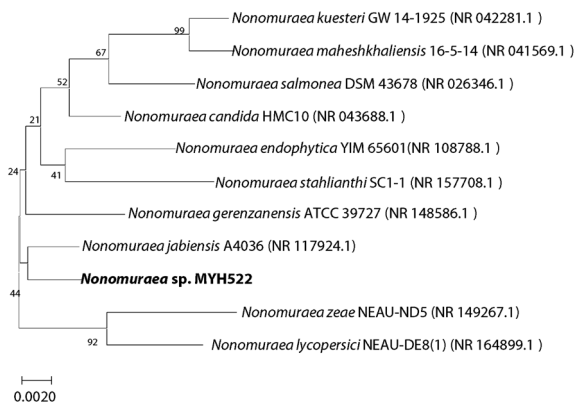 99 Nonomuraea kuesteri GW 14-1925 (NR 042281.1 )
67 Nonomuraea maheshkhaliensis 16-5-14 (NR 041569.1 )
52 Nonomuraea salmonea DSM 43678 (NR 026346.1 )
Nonomuraea candida HMC10 (NR 043688.1 )
21
Nonomuraea endophytica YIM 65601(NR 108788.1 )
24 41 Nonomuraea stahlianthi SC1-1 (NR 157708.1 )
Nonomuraea gerenzanensis ATCC 39727 (NR 148586.1 )
Nonomuraea jabiensis A4036 (NR 117924.1)
Nonomuraea sp. MYH522
44
Nonomuraea zeae NEAU-ND5 (NR 149267.1 )
92 Nonomuraea lycopersici NEAU-DE8(1) (NR 164899.1 )
0.0020